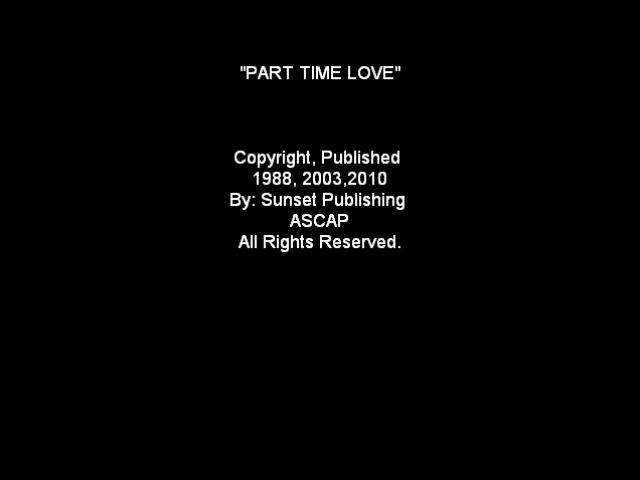 "PART TIME LOVE"
Copyright, Published
1988, 2003,2010
By: Sunset Publishing
ASCAP
All Rights Reserved.